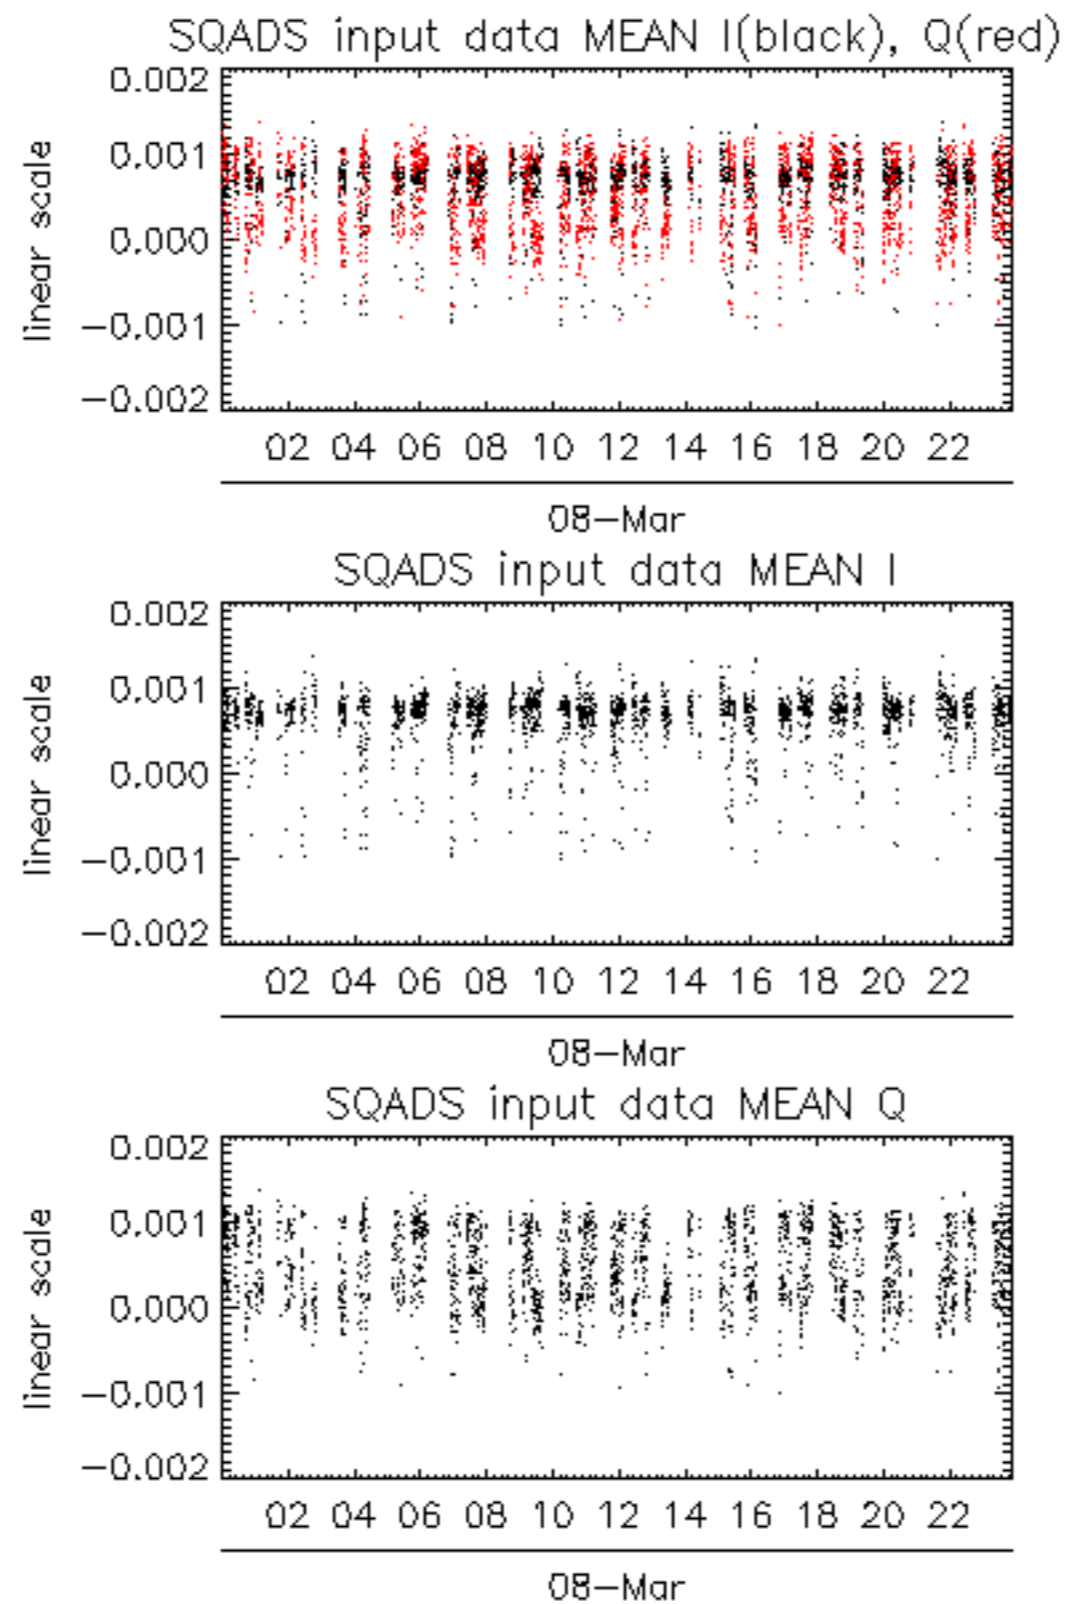 SQADS input data MEAN I(black), Q(red)
0.002
0.001
0.000
−0.001
−0.002
linear scale
02 04 06 08 10 12 14 16 18 20 22
08−Mar
SQADS input data MEAN I
0.002
0.001
0.000
−0.001
−0.002
linear scale
02 04 06 08 10 12 14 16 18 20 22
08−Mar
SQADS input data MEAN Q
0.002
0.001
0.000
−0.001
−0.002
linear scale
02 04 06 08 10 12 14 16 18 20 22
08−Mar